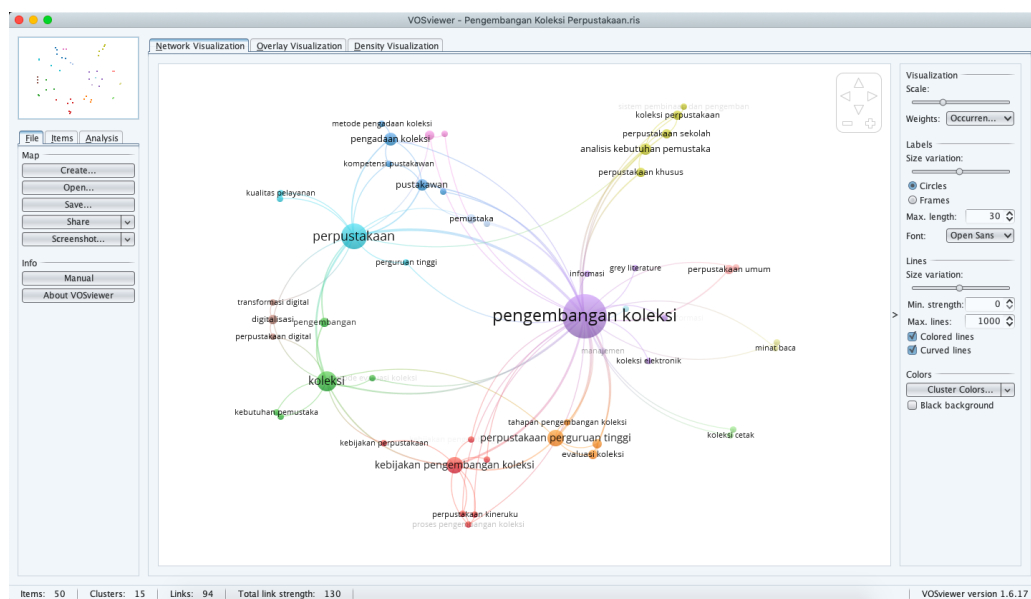 VOSviewer - Pengembangan Koleksi Perpustakaan.ris
File Items Analysis
Map
Create...
Open...
Save...
Share
Screenshot...
Info
Manual
About VOSviewer
Network Visualization Overlay Visualization Density Visualization
sistem pembinaan dan pengemban
koleksi perpustakaan
metode pengadaan koleksi
perpustakaan sekolah
pengadaan koleksi
analisis kebutuhan pemustaka
kompetensi pustakawan
perpustakaan khusus
pustakawan
kualitas pelayanan
pemustaka
perpustakaan
perguruan tinggi
informasi
grey literature
perpustakaan umum
transformasi digital
pengembangan koleksi
digitalisasi
pengembangan
perpustakaan digital
minat baca
manajemen
koleksi elektronik
koleksi
kebutuhan pemustaka
tahapan pengembangan koleksi
koleksi cetak
perpustakaan perguruan tinggi
kebijakan perpustakaan
evaluasi koleksi
kebijakan pengembangan koleksi
perpustakaan kineruku
proses pengembangan koleksi
Visualization
Scale:
Weights: Occurren...
Labels
Size variation:
Circles
Frames
Max. length: 30
Font: Open Sans
Lines
Size variation:
Min. strength: 0
Max. lines: 1000
Colored lines
Curved lines
Colors
Cluster Colors...
Black background
>
Items: 50 Clusters: 15 Links: 94 Total link strength: 130
VOSviewer version 1.6.17